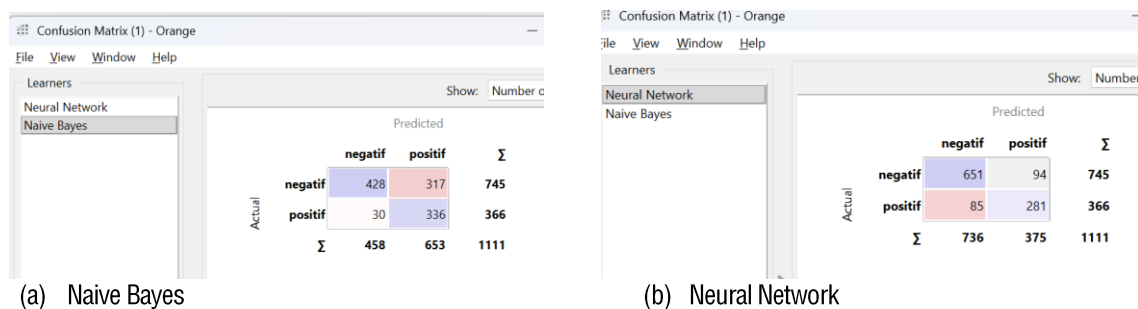 Confusion Matrix (1) - Orange
File View Window Help
Learners
Neural Network
Naive Bayes
Show: Number o
Predicted
negatif positif Σ
negatif 428 317 745
positif 30 336 366
Σ 458 653 1111
Actual
(a) Naive Bayes
Confusion Matrix (1) - Orange
ile View Window Help
Learners
Neural Network
Naive Bayes
Show: Number
Predicted
negatif positif Σ
negatif 651 94 745
positif 85 281 366
Σ 736 375 1111
Actual
(b) Neural Network